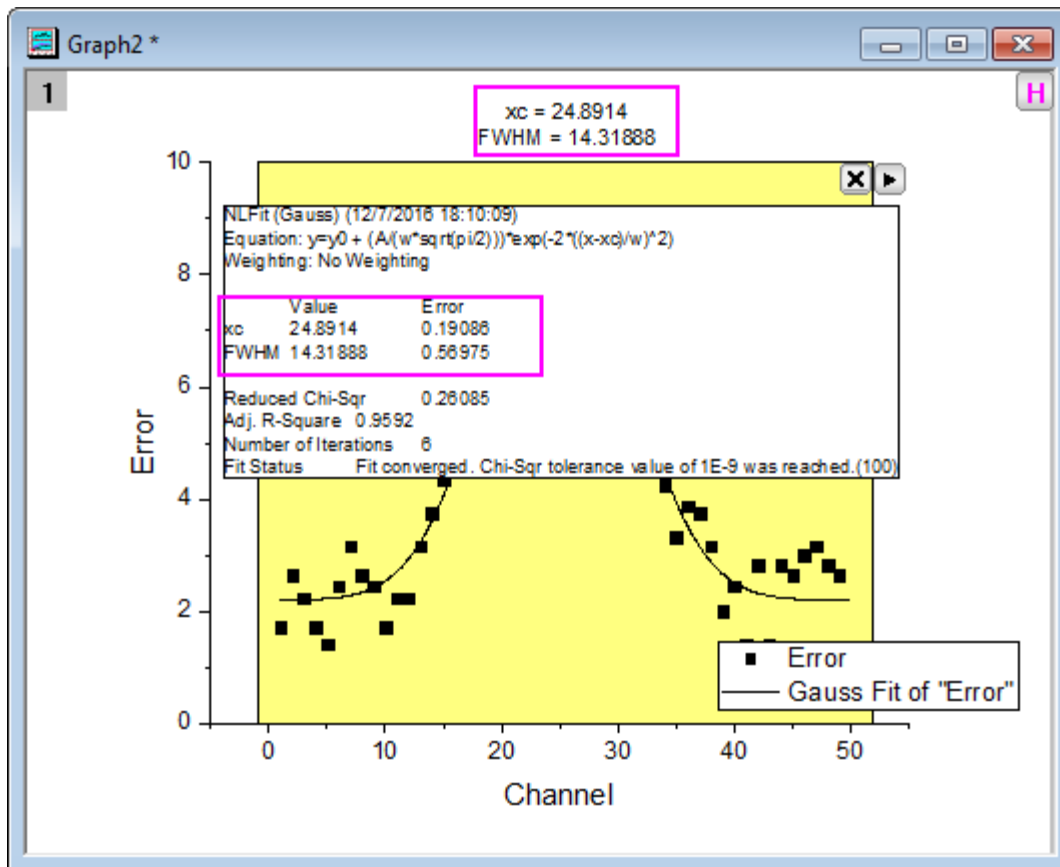 Graph2 *
1
H
xc = 24.8914
FWHM = 14.31888
NLFit (Gauss) (12/7/2016 18:10:09)
Equation: y=y0 + (A/(w*sqrt(pi/2)))*exp(-2*((x-xc)/w)^2)
Weighting: No Weighting
Value Error
xc 24.8914 0.19086
FWHM 14.31888 0.56975
Reduced Chi-Sqr 0.26085
Adj. R-Square 0.9592
Number of Iterations 6
Fit Status Fit converged. Chi-Sqr tolerance value of 1E-9 was reached.(100)
10
8
6
4
2
0
Error
0 10 20 30 40 50
Channel
Error
Gauss Fit of "Error"